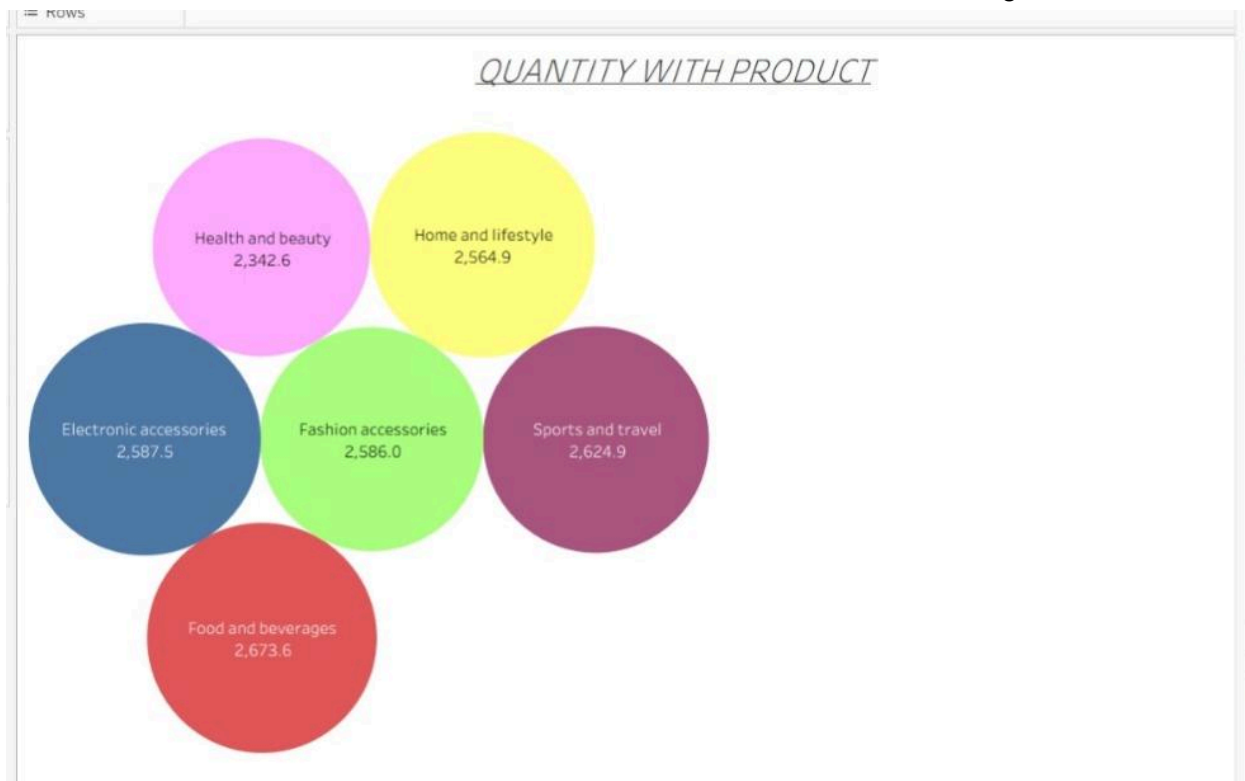 Rows
QUANTITY WITH PRODUCT
Health and beauty
2,342.6
Home and lifestyle
2,564.9
Electronic accessories
2,587.5
Fashion accessories
2,586.0
Sports and travel
2,624.9
Food and beverages
2,673.6